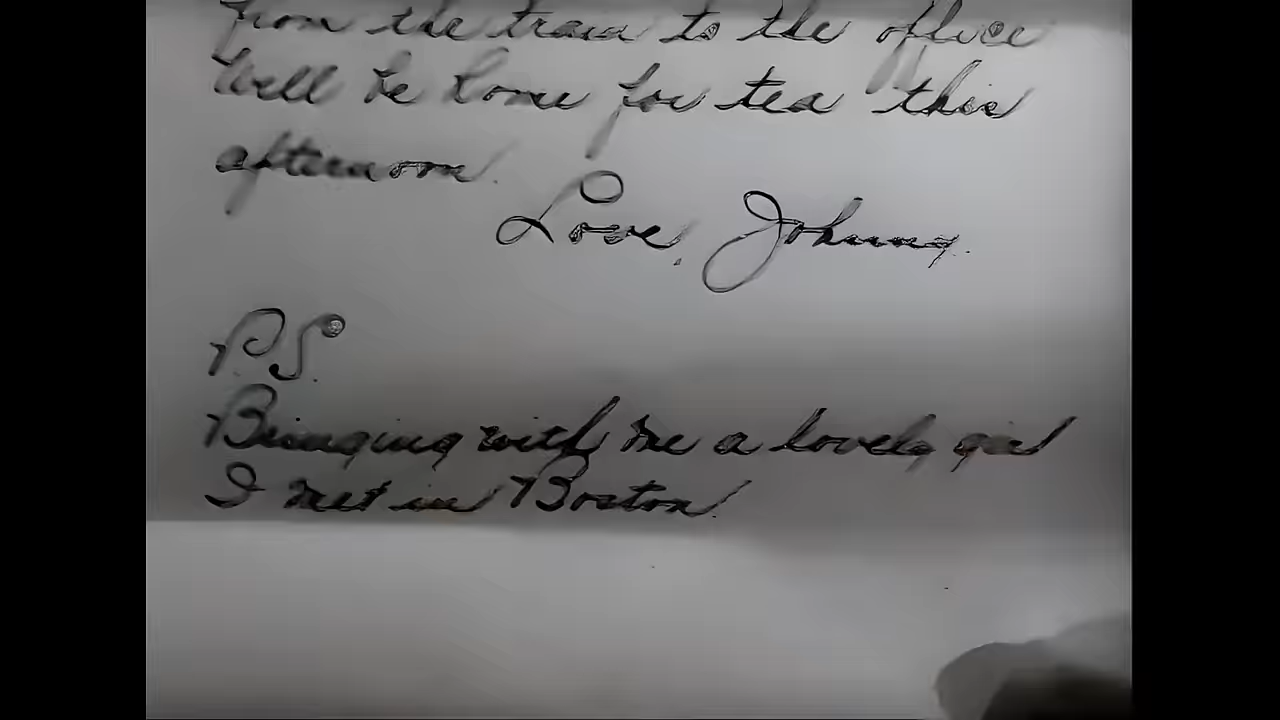 from the train to the office
Will be home for tea this
afternoon.
Love, Johnny.
P.S.
Bringing with me a lovely girl
I met in Boston.